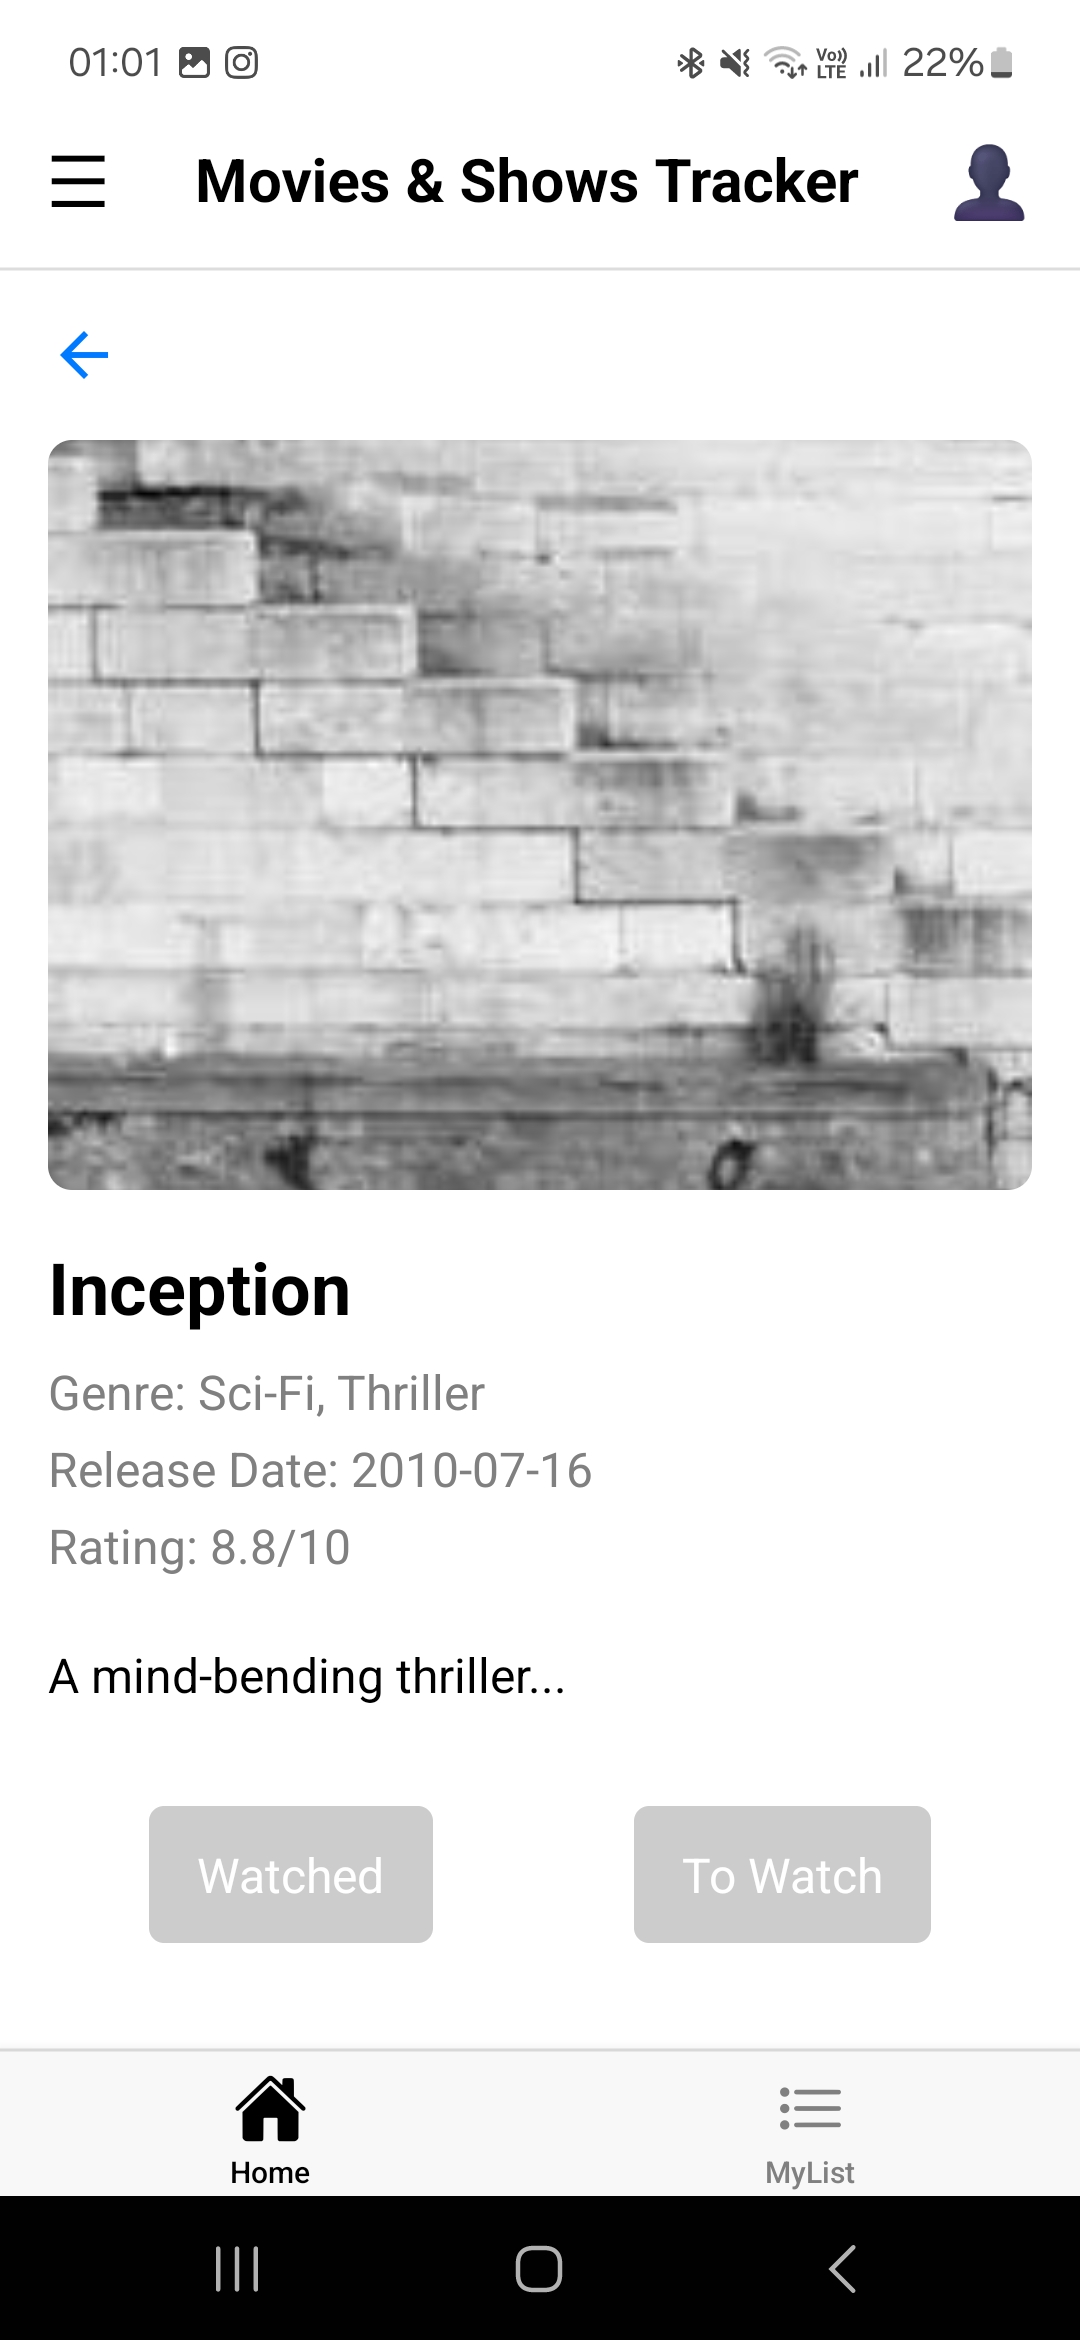 01:01 Vo)) LTE 22%
Movies & Shows Tracker
Inception
Genre: Sci-Fi, Thriller
Release Date: 2010-07-16
Rating: 8.8/10
A mind-bending thriller...
Watched To Watch
Home MyList